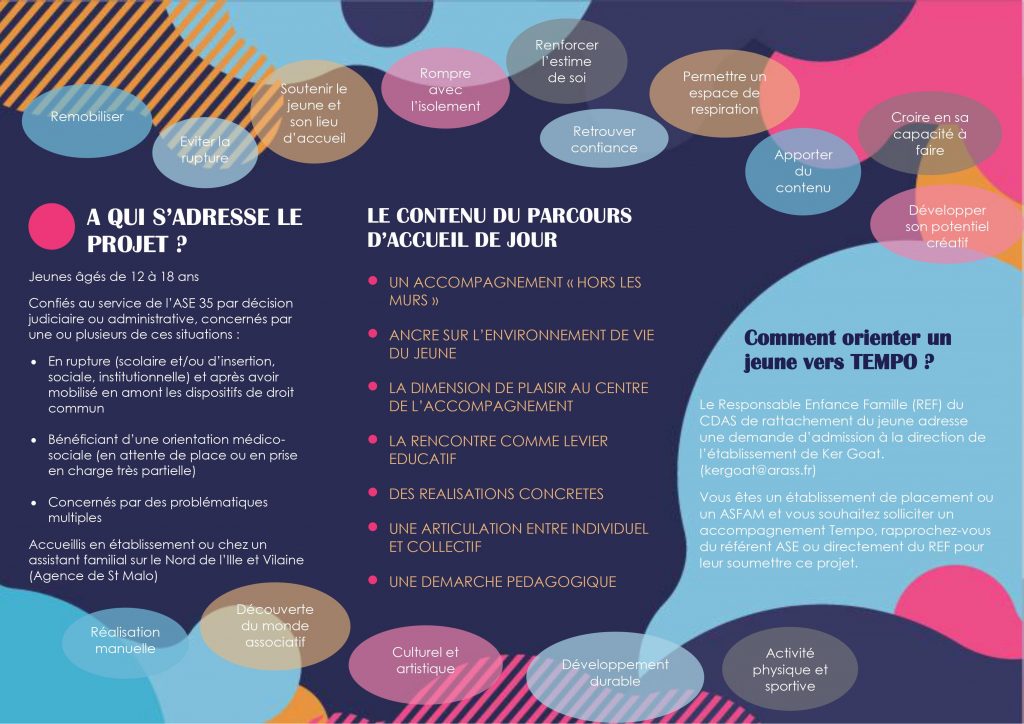 Remobiliser
Eviter la
rupture
Soutenir le
jeune et
son lieu
d’accueil
Rompre
avec
l’isolement
Renforcer
l’estime
de soi
Retrouver
confiance
Permettre un
espace de
respiration
Apporter
du
contenu
Croire en sa
capacité à
faire
Développer
son potentiel
créatif
A QUI S’ADRESSE LE
PROJET ?
Jeunes âgés de 12 à 18 ans
Confiés au service de l’ASE 35 par décision
judiciaire ou administrative, concernés par
une ou plusieurs de ces situations :
• En rupture (scolaire et/ou d’insertion,
sociale, institutionnelle) et après avoir
mobilisé en amont les dispositifs de droit
commun
• Bénéficiant d’une orientation médico-
sociale (en attente de place ou en prise
en charge très partielle)
• Concernés par des problématiques
multiples
Accueillis en établissement ou chez un
assistant familial sur le Nord de l’Ille et Vilaine
(Agence de St Malo)
LE CONTENU DU PARCOURS
D’ACCUEIL DE JOUR
• UN ACCOMPAGNEMENT « HORS LES
MURS »
• ANCRE SUR L’ENVIRONNEMENT DE VIE
DU JEUNE
• LA DIMENSION DE PLAISIR AU CENTRE
DE L’ACCOMPAGNEMENT
• LA RENCONTRE COMME LEVIER
EDUCATIF
• DES REALISATIONS CONCRETES
• UNE ARTICULATION ENTRE INDIVIDUEL
ET COLLECTIF
• UNE DEMARCHE PEDAGOGIQUE
Comment orienter un
jeune vers TEMPO ?
Le Responsable Enfance Famille (REF) du
CDAS de rattachement du jeune adresse
une demande d’admission à la direction de
l’établissement de Ker Goat.
(kergoat@arass.fr)
Vous êtes un établissement de placement ou
un ASFAM et vous souhaitez solliciter un
accompagnement Tempo, rapprochez-vous
du référent ASE ou directement du REF pour
leur soumettre ce projet.
Réalisation
manuelle
Découverte
du monde
associatif
Culturel et
artistique
Développement
durable
Activité
physique et
sportive